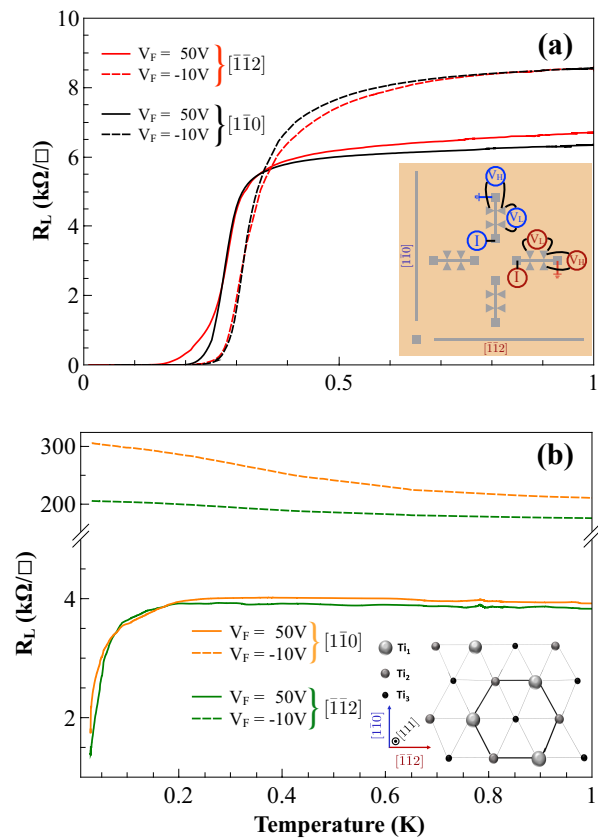 10
(a)
V_F = 50V
V_F = -10V
[1̄1̄2]
8
V_F = 50V
V_F = -10V
[11̄0]
6
R_L (kΩ/□)
4
2
0
V_H
V_L
I
V_L
V_H
I
[11̄0]
[1̄1̄2]
0
0.5
1
(b)
300
200
R_L (kΩ/□)
4
2
V_F = 50V
V_F = -10V
[11̄0]
V_F = 50V
V_F = -10V
[1̄1̄2]
Ti₁
Ti₂
Ti₃
[11̄0]
[111]
[1̄1̄2]
0.2
0.4
0.6
0.8
1
Temperature (K)